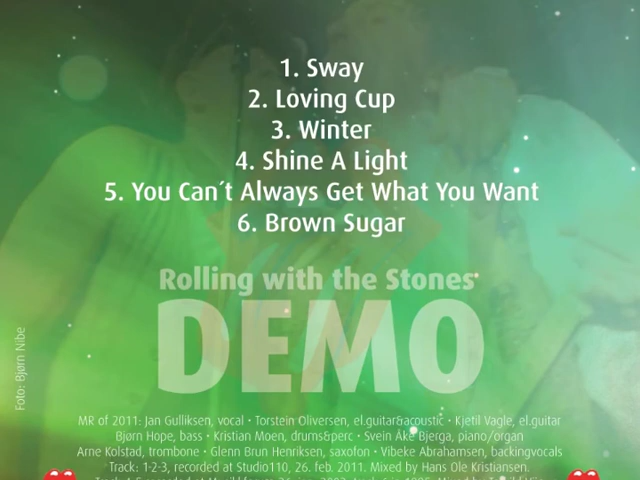 1. Sway
2. Loving Cup
3. Winter
4. Shine A Light
5. You Can´t Always Get What You Want
6. Brown Sugar
Rolling with the Stones
DEMO
Foto: Bjørn Nibe
MR of 2011: Jan Gulliksen, vocal • Torstein Oliversen, el.guitar&acoustic • Kjetil Vagle, el.guitar
Bjørn Hope, bass • Kristian Moen, drums&perc • Svein Åke Bjerga, piano/organ
Arne Kolstad, trombone • Glenn Brun Henriksen, saxofon • Vibeke Abrahamsen, backingvocals
Track: 1-2-3, recorded at Studio110, 26. feb. 2011. Mixed by Hans Ole Kristiansen.